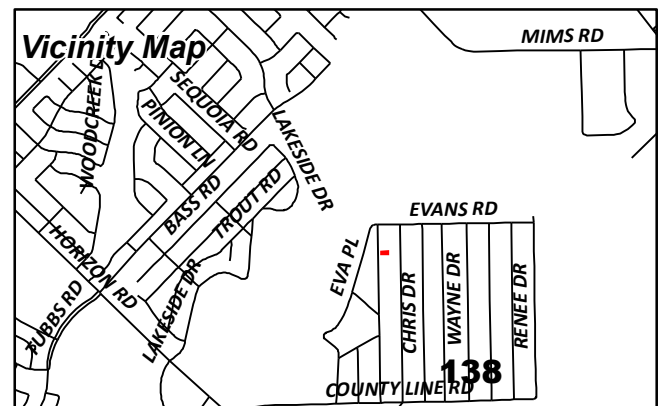 Vicinity Map
MIMS RD
WOODCREEK D
SEQUOIA RD
PINION LN
LAKESIDE DR
BASS RD
TROUT RD
EVANS RD
HORIZON RD
EVA PL
TUBBS RD
LAKESIDE DR
CHRIS DR
WAYNE DR
RENEE DR
138
COUNTY LINE RD